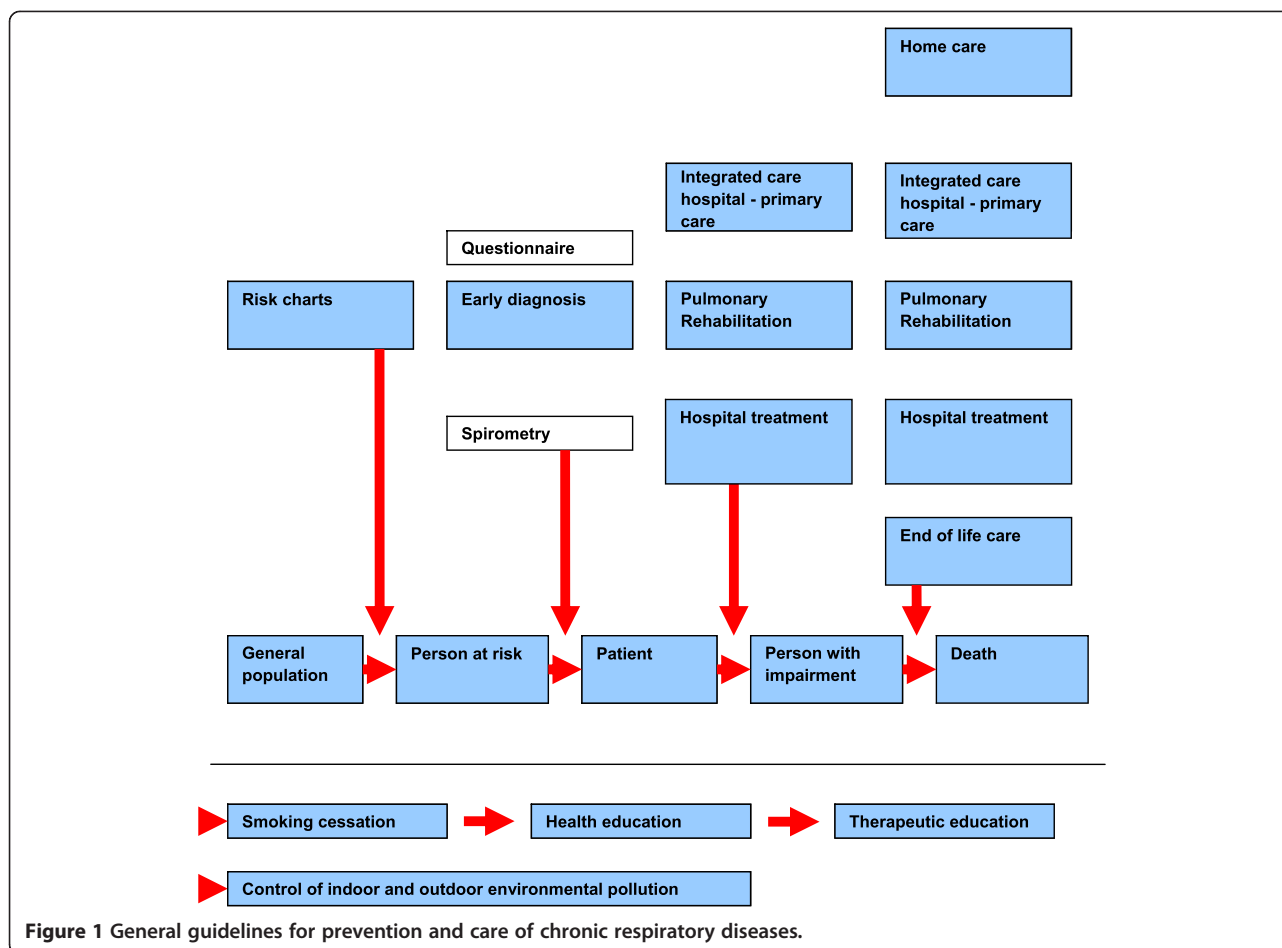 Home care
Integrated care
hospital - primary
care
Integrated care
hospital - primary
care
Questionnaire
Risk charts
Early diagnosis
Pulmonary
Rehabilitation
Pulmonary
Rehabilitation
Spirometry
Hospital treatment
Hospital treatment
End of life care
General
population
Person at risk
Patient
Person with
impairment
Death
Smoking cessation
Health education
Therapeutic education
Control of indoor and outdoor environmental pollution
Figure 1 General guidelines for prevention and care of chronic respiratory diseases.